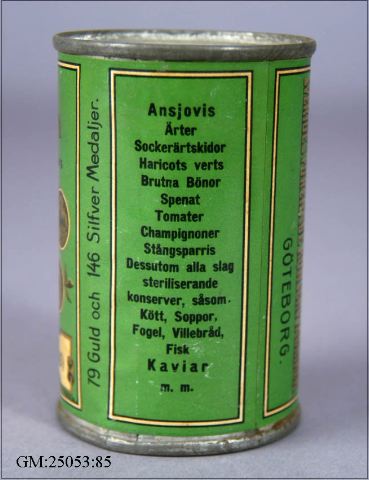 79 Guld och 146 Silfver Medaljer.
Ansjovis
Ärter
Sockerärtskidor
Haricots verts
Brutna Bönor
Spenat
Tomater
Champignoner
Stångsparris
Dessutom alla slag
steriliserande
konserver, såsom.
Kött, Soppor,
Fogel, Villebråd,
Fisk
Kaviar
m. m.
GÖTEBORG.
GM:25053:85